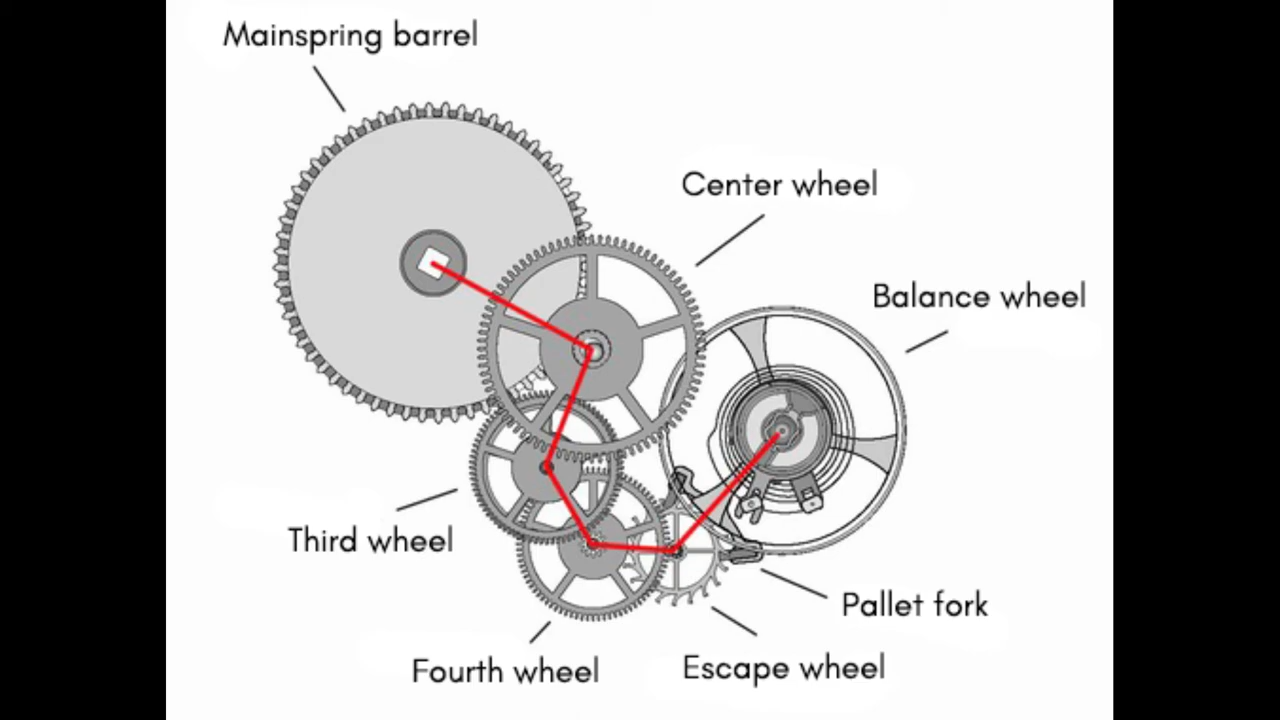 Mainspring barrel
Center wheel
Balance wheel
Third wheel
Pallet fork
Fourth wheel
Escape wheel